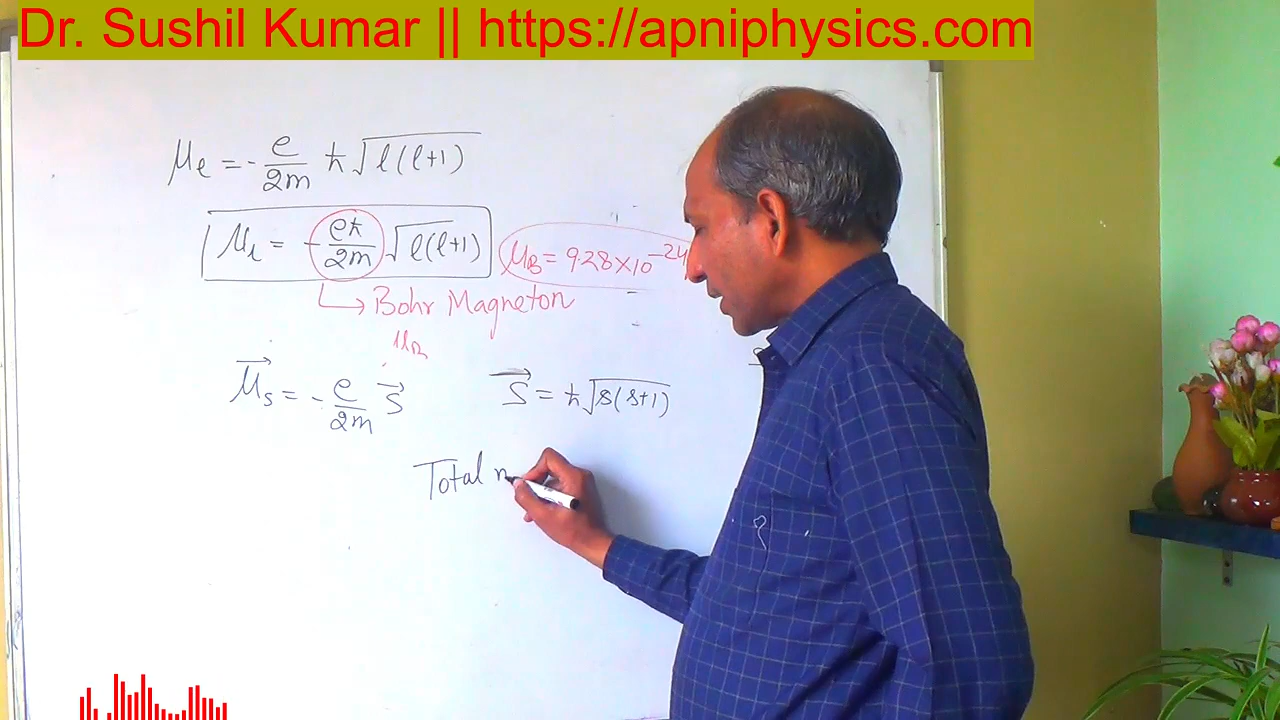 Dr. Sushil Kumar || https://apniphysics.com
μℓ = - e/2m ħ √ℓ(ℓ+1)
μℓ = - eħ/2m √ℓ(ℓ+1)
μB = 9.28×10⁻²⁴
Bohr Magneton
μB
μ⃗s = - e/2m S⃗
S⃗ = ħ √s(s+1)
Total